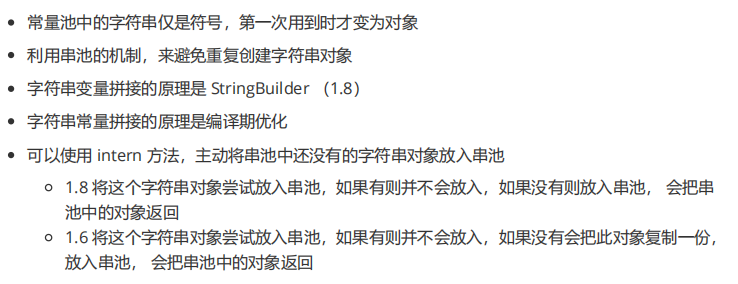 常量池中的字符串仅是符号，第一次用到时才变为对象
利用串池的机制，来避免重复创建字符串对象
字符串变量拼接的原理是 StringBuilder （1.8）
字符串常量拼接的原理是编译期优化
可以使用 intern 方法，主动将串池中还没有的字符串对象放入串池
1.8 将这个字符串对象尝试放入串池，如果有则并不会放入，如果没有则放入串池， 会把串
池中的对象返回
1.6 将这个字符串对象尝试放入串池，如果有则并不会放入，如果没有会把此对象复制一份，
放入串池， 会把串池中的对象返回